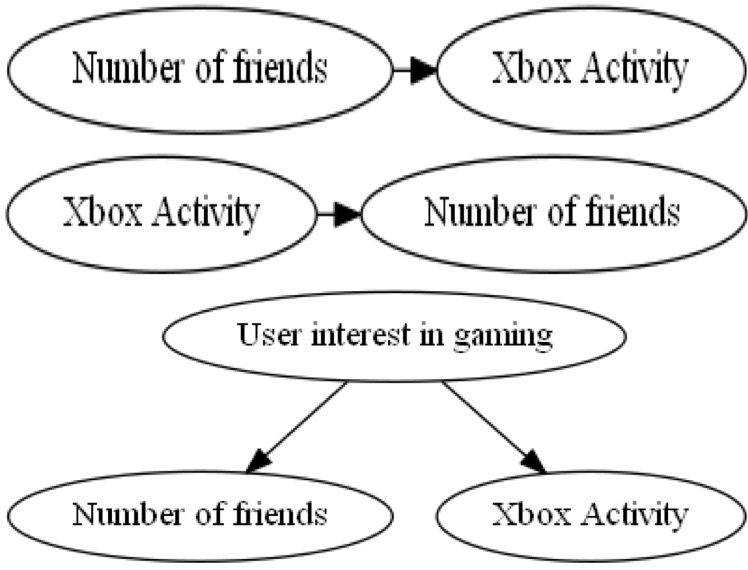 Number of friends
Xbox Activity
Xbox Activity
Number of friends
User interest in gaming
Number of friends
Xbox Activity